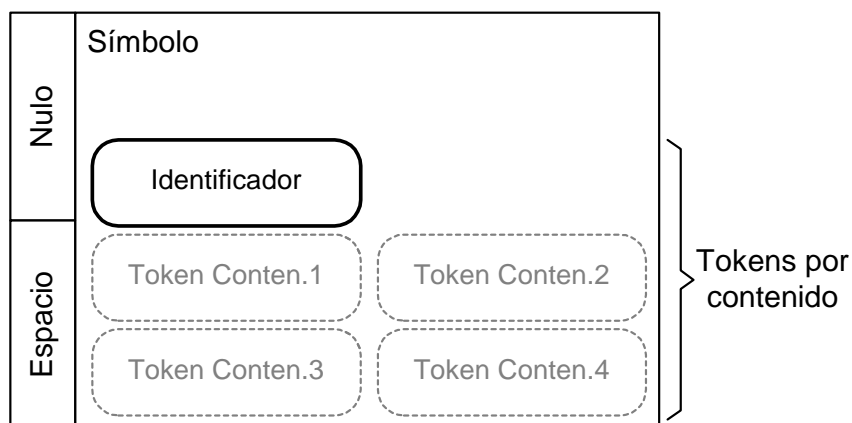 Nulo
Símbolo
Identificador
Espacio
Token Conten.1
Token Conten.2
Token Conten.3
Token Conten.4
Tokens por
contenido